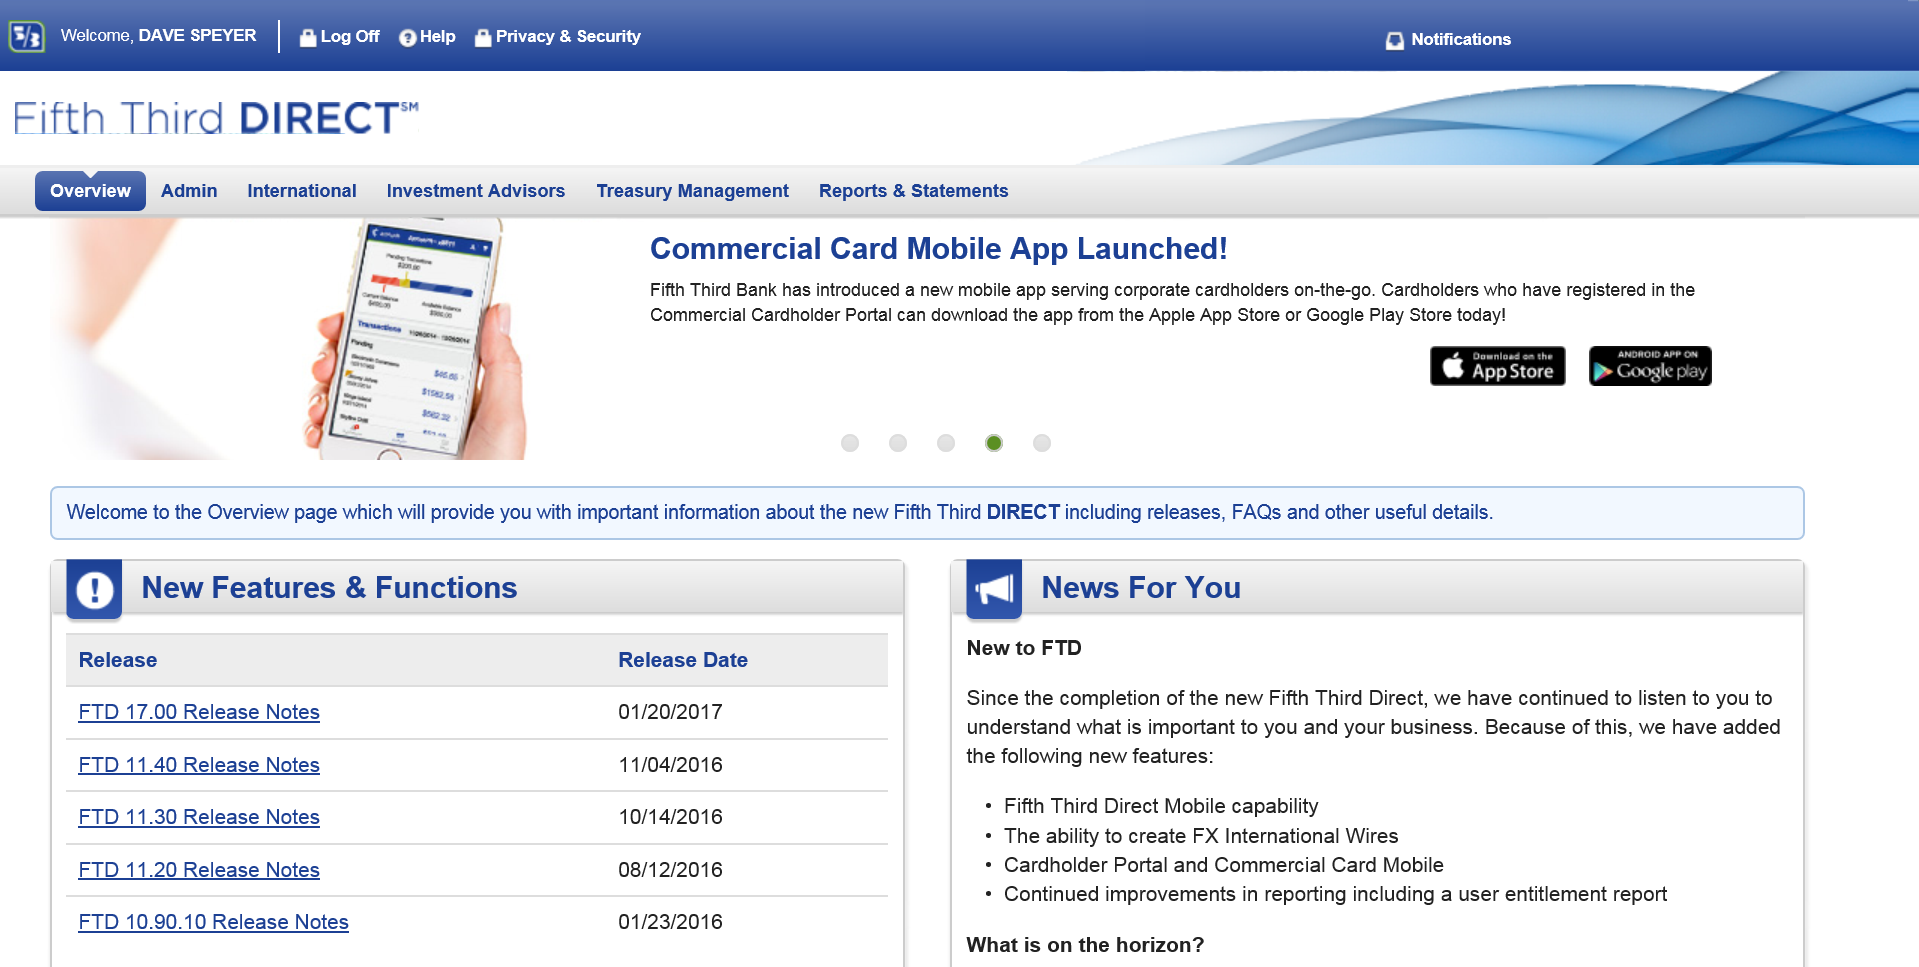 5/3 Welcome, DAVE SPEYER Log Off Help Privacy & Security Notifications
Fifth Third DIRECT℠
Overview Admin International Investment Advisors Treasury Management Reports & Statements
Commercial Card Mobile App Launched!
Fifth Third Bank has introduced a new mobile app serving corporate cardholders on-the-go. Cardholders who have registered in the
Commercial Cardholder Portal can download the app from the Apple App Store or Google Play Store today!
Download on the
App Store
ANDROID APP ON
Google play
Pending Transactions
Current Balance
Available Balance
Transactions
Pending
Welcome to the Overview page which will provide you with important information about the new Fifth Third DIRECT including releases, FAQs and other useful details.
New Features & Functions
Release Release Date
FTD 17.00 Release Notes 01/20/2017
FTD 11.40 Release Notes 11/04/2016
FTD 11.30 Release Notes 10/14/2016
FTD 11.20 Release Notes 08/12/2016
FTD 10.90.10 Release Notes 01/23/2016
News For You
New to FTD
Since the completion of the new Fifth Third Direct, we have continued to listen to you to
understand what is important to you and your business. Because of this, we have added
the following new features:
• Fifth Third Direct Mobile capability
• The ability to create FX International Wires
• Cardholder Portal and Commercial Card Mobile
• Continued improvements in reporting including a user entitlement report
What is on the horizon?